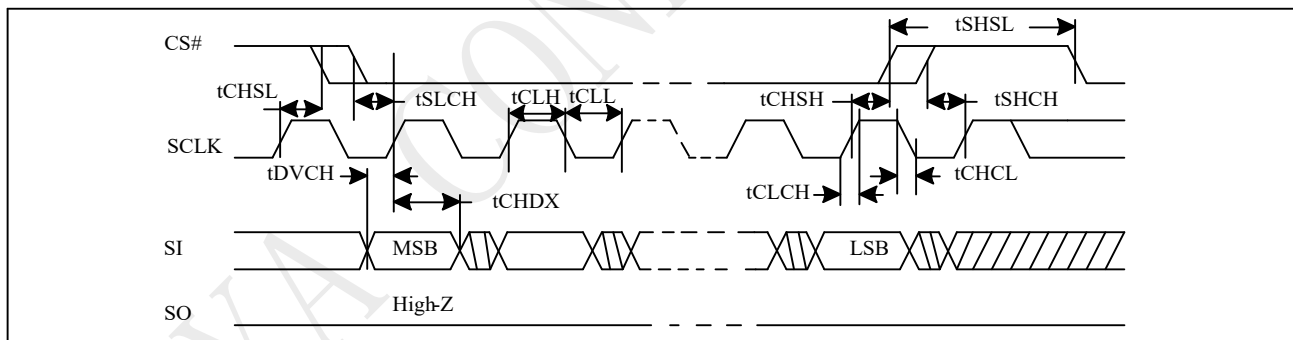 tSHSL
CS#
tCHSL
tSLCH
tCLH
tCLL
tCHSH
tSHCH
SCLK
tDVCH
tCHDX
tCLCH
tCHCL
SI
MSB
LSB
SO
High-Z